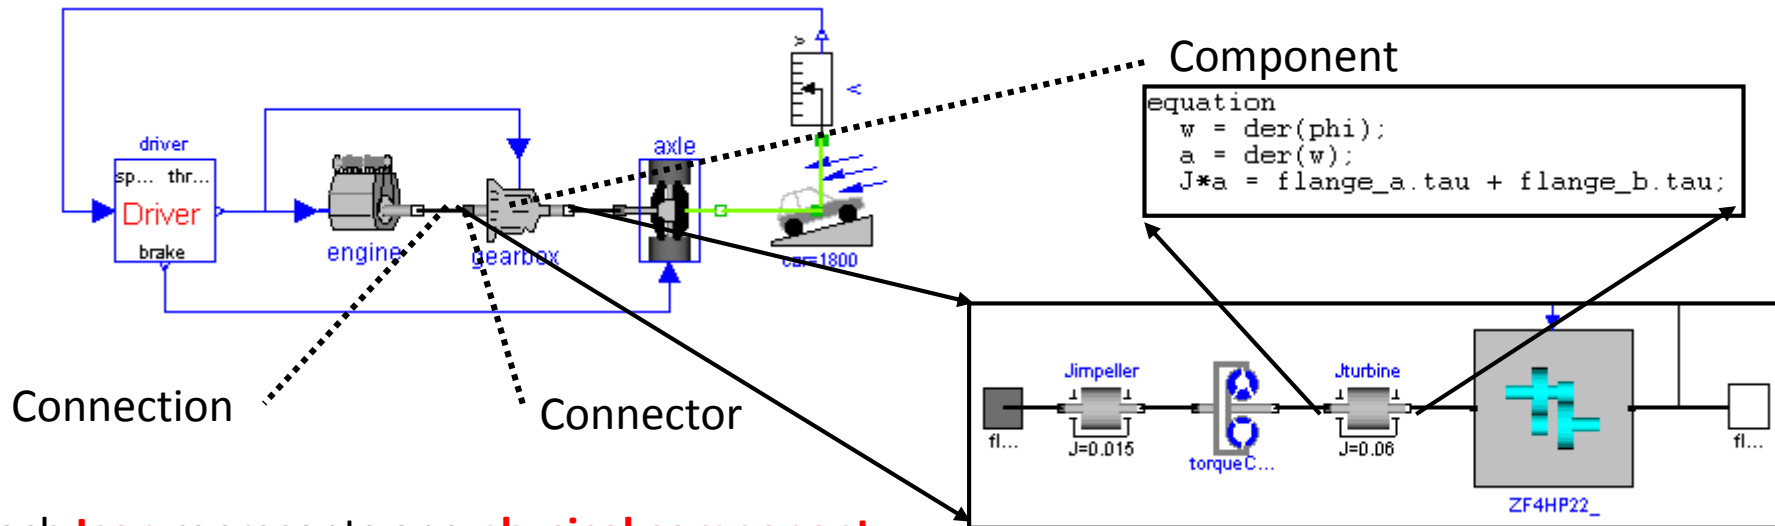 Component
equation
w = der(phi);
a = der(w);
J*a = flange_a.tau + flange_b.tau;
driver
sp... thr...
Driver
brake
engine
gearbox
axle
v
car=1800
Connection
Connector
Jimpeller
J=0.015
torqueC...
Jturbine
J=0.06
fl...
fl...
ZF4HP22_